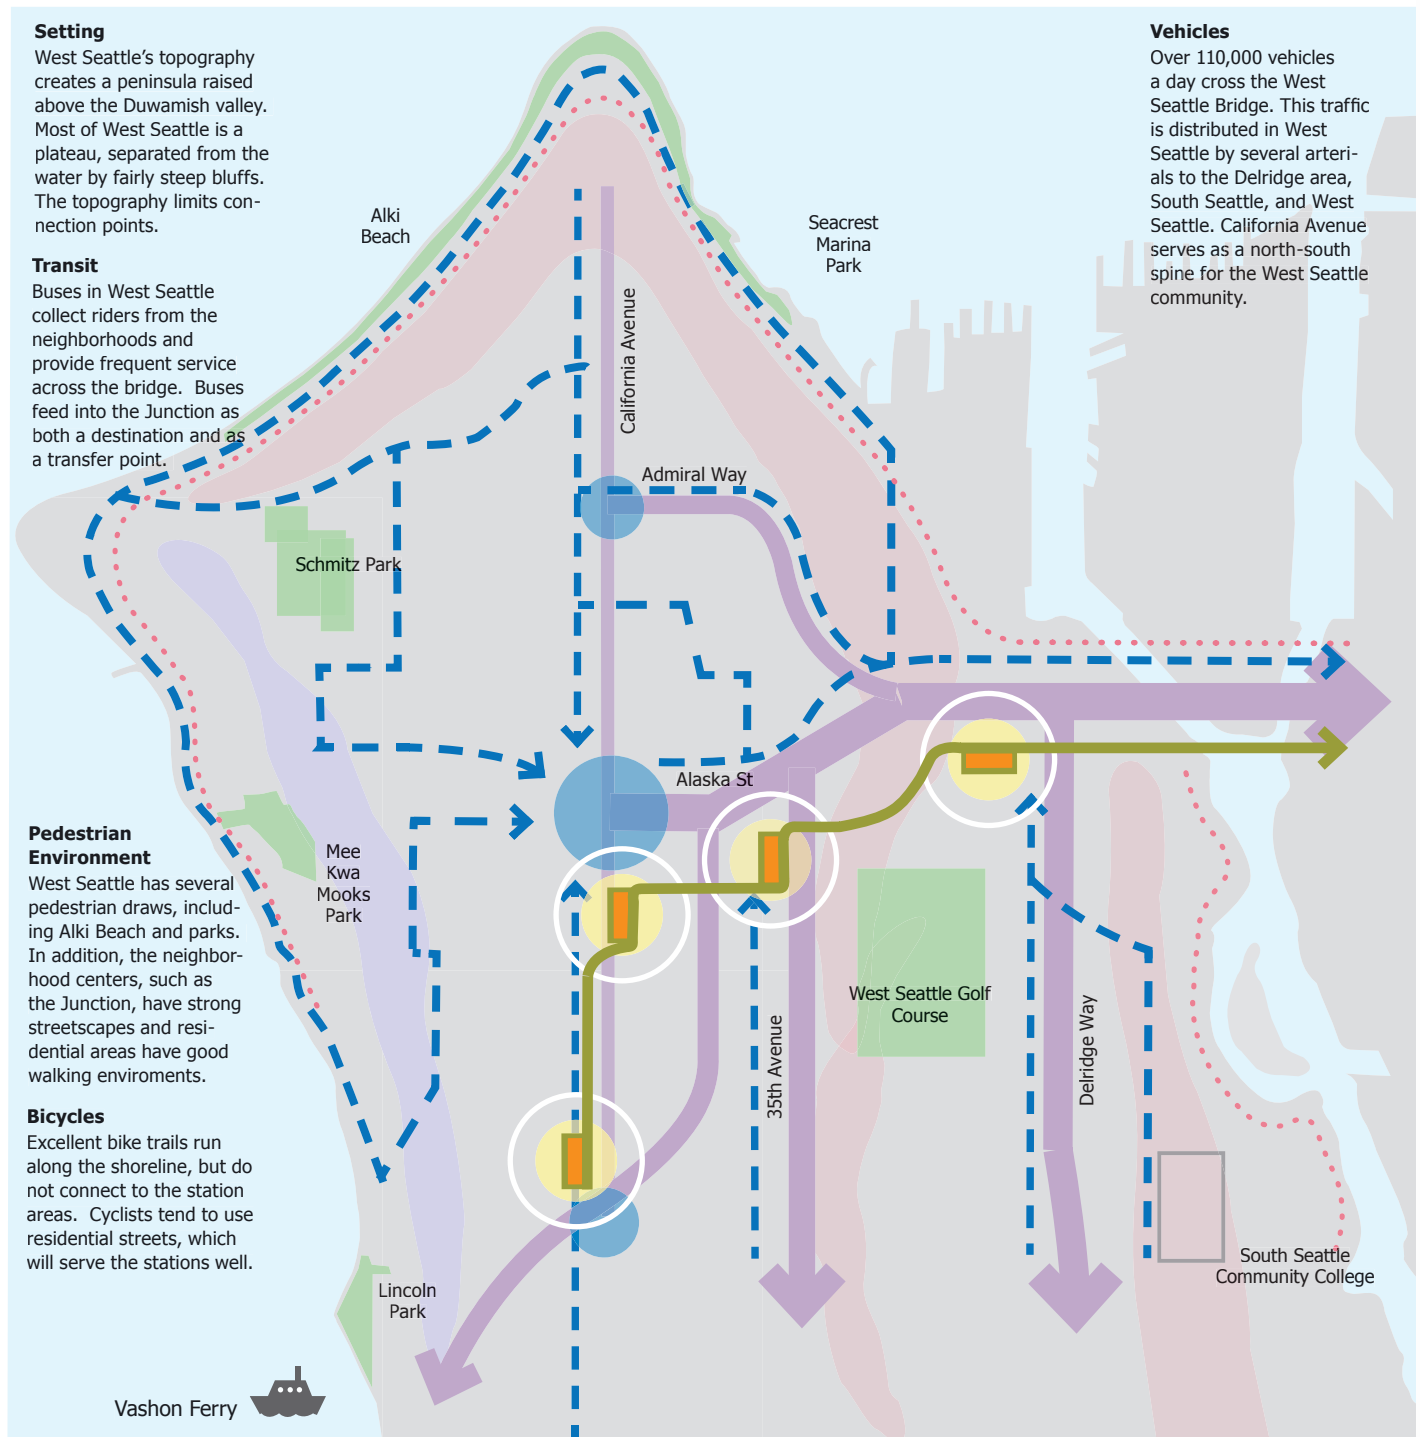 Setting
West Seattle's topography
creates a peninsula raised
above the Duwamish valley.
Most of West Seattle is a
plateau, separated from the
water by fairly steep bluffs.
The topography limits con-
nection points.
Transit
Buses in West Seattle
collect riders from the
neighborhoods and
provide frequent service
across the bridge.  Buses
feed into the Junction as
both a destination and as
a transfer point.
Pedestrian
Environment
West Seattle has several
pedestrian draws, includ-
ing Alki Beach and parks.
In addition, the neighbor-
hood centers, such as
the Junction, have strong
streetscapes and resi-
dential areas have good
walking enviroments.
Bicycles
Excellent bike trails run
along the shoreline, but do
not connect to the station
areas.  Cyclists tend to use
residential streets, which
will serve the stations well.
Vehicles
Over 110,000 vehicles
a day cross the West
Seattle Bridge. This traffic
is distributed in West
Seattle by several arteri-
als to the Delridge area,
South Seattle, and West
Seattle. California Avenue
serves as a north-south
spine for the West Seattle
community.
Alki
Beach
Seacrest
Marina
Park
California Avenue
Admiral Way
Schmitz Park
Alaska St
Mee
Kwa
Mooks
Park
West Seattle Golf
Course
35th Avenue
Delridge Way
South Seattle
Community College
Lincoln
Park
Vashon Ferry